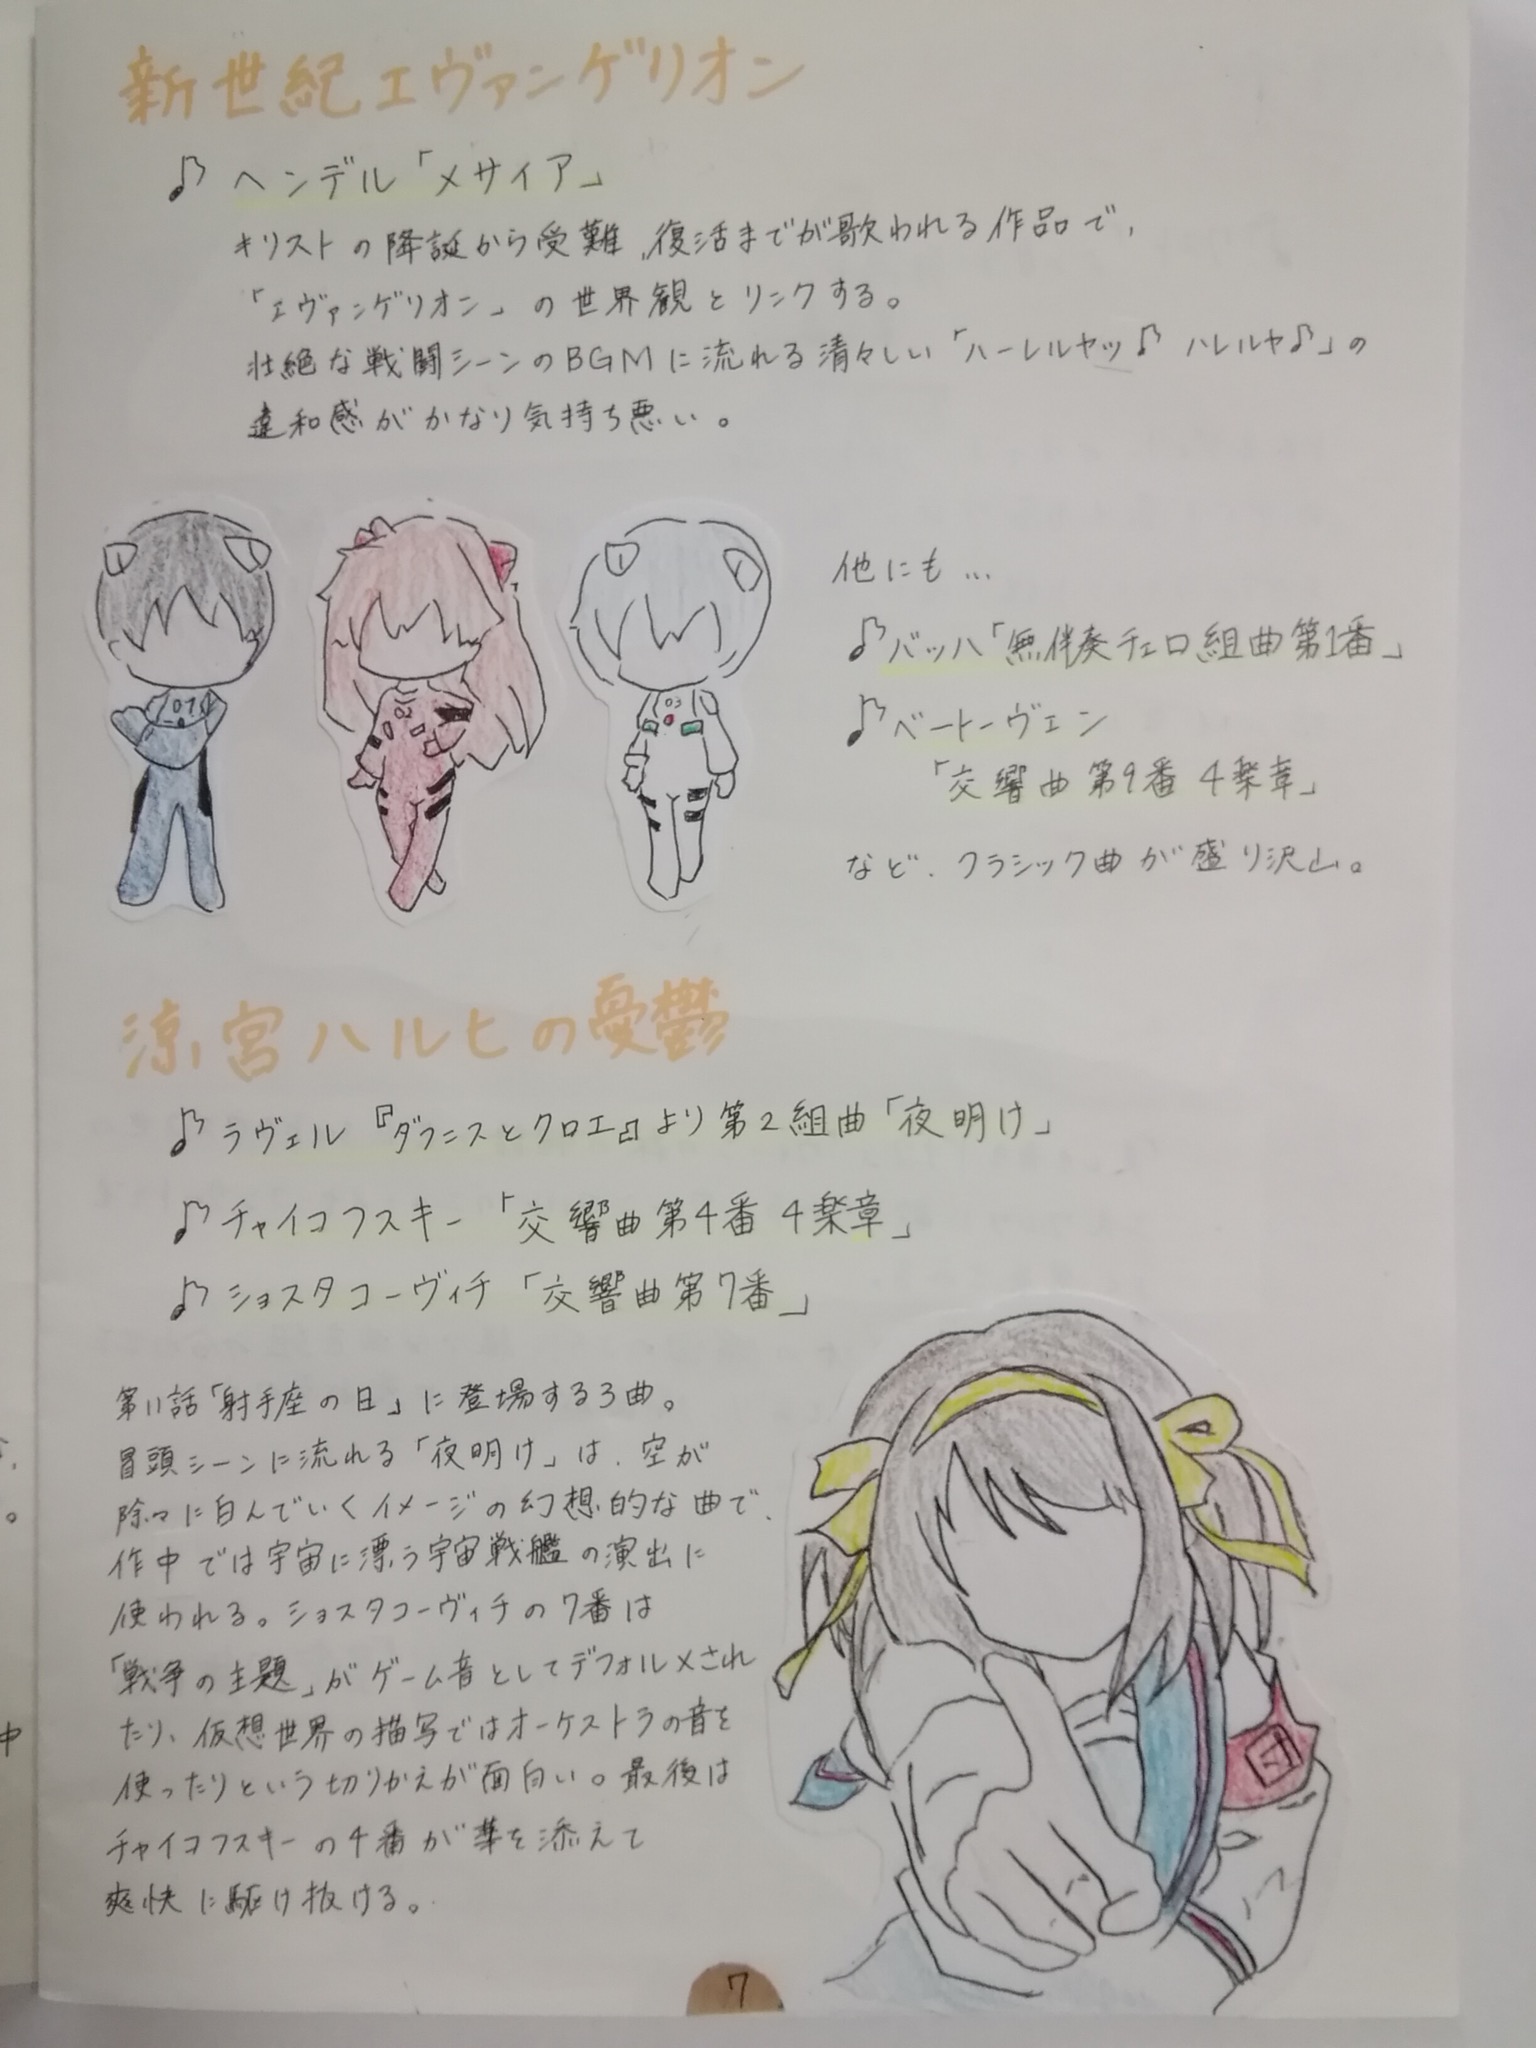 新世紀エヴァンゲリオン
♪ ヘンデル「メサイア」
キリストの降誕から受難、復活までが歌われる作品で、
「エヴァンゲリオン」の世界観とリンクする。
壮絶な戦闘シーンのBGMに流れる清々しい「ハーレルヤッ♪ ハレルヤ♪」の
違和感がかなり気持ち悪い。
他にも…
♪バッハ「無伴奏チェロ組曲第1番」
♪ベートーヴェン
「交響曲第9番 4楽章」
など、クラシック曲が盛り沢山。
涼宮ハルヒの憂鬱
♪ ラヴェル『ダフニスとクロエ』より第2組曲「夜明け」
♪ チャイコフスキー「交響曲第4番 4楽章」
♪ ショスタコーヴィチ「交響曲第7番」
第11話「射手座の日」に登場する3曲。
冒頭シーンに流れる「夜明け」は、空が
除々に白んでいくイメージの幻想的な曲で、
作中では宇宙に漂う宇宙戦艦の演出に
使われる。ショスタコーヴィチの7番は
「戦争の主題」がゲーム音としてデフォルメされ
たり、仮想世界の描写ではオーケストラの音を
使ったりという切りかえが面白い。最後は
チャイコフスキーの4番が華を添えて
爽快に駆け抜ける。
団
7
中